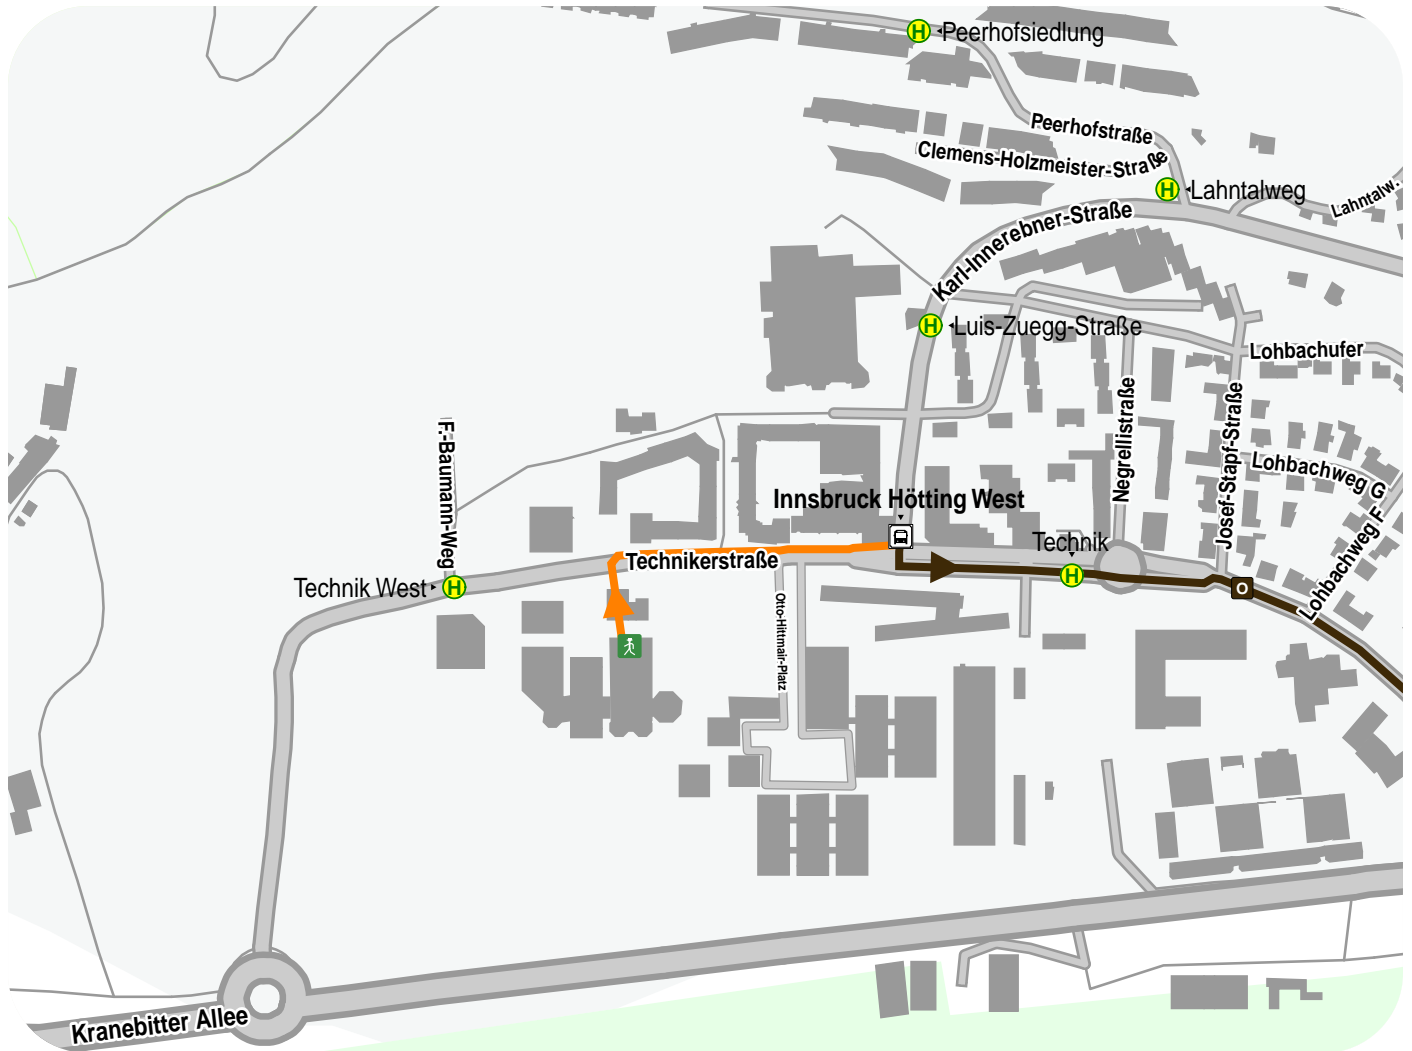 H Peerhofsiedlung
Peerhofstraße
Clemens-Holzmeister-Straße
H Lahntalweg
Lahntalw.
Karl-Innerebner-Straße
H Luis-Zuegg-Straße
Lohbachufer
Negrellistraße
Josef-Stapf-Straße
Lohbachweg G
Lohbachweg F
F.-Baumann-Weg
Innsbruck Hötting West
Technik
H
Technikerstraße
Technik West H
O
Otto-Hittmair-Platz
Kranebitter Allee